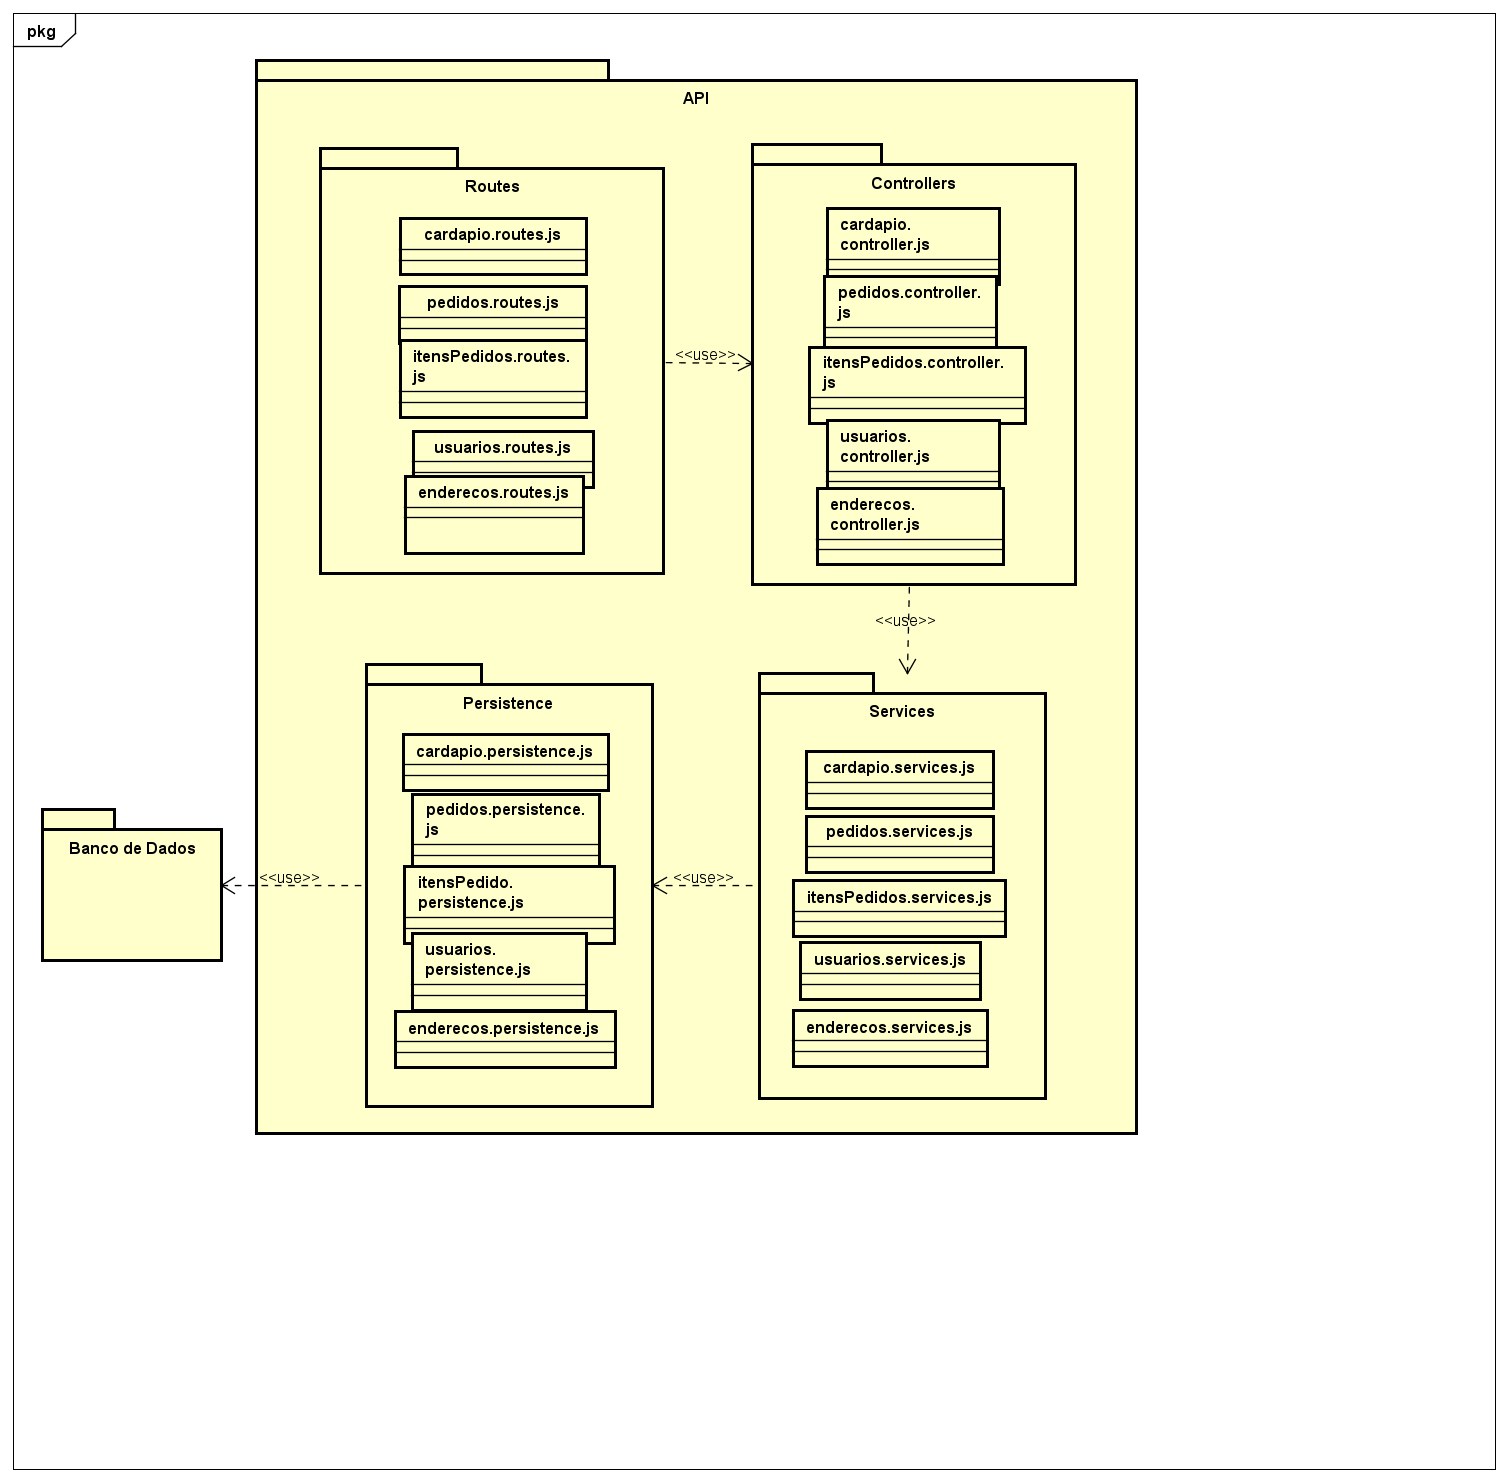 pkg
API
Routes
cardapio.routes.js
pedidos.routes.js
itensPedidos.routes.
js
usuarios.routes.js
enderecos.routes.js
<<use>>
Controllers
cardapio.
controller.js
pedidos.controller.
js
itensPedidos.controller.
js
usuarios.
controller.js
enderecos.
controller.js
<<use>>
Persistence
cardapio.persistence.js
pedidos.persistence.
js
itensPedido.
persistence.js
usuarios.
persistence.js
enderecos.persistence.js
<<use>>
Services
cardapio.services.js
pedidos.services.js
itensPedidos.services.js
usuarios.services.js
enderecos.services.js
Banco de Dados
<<use>>